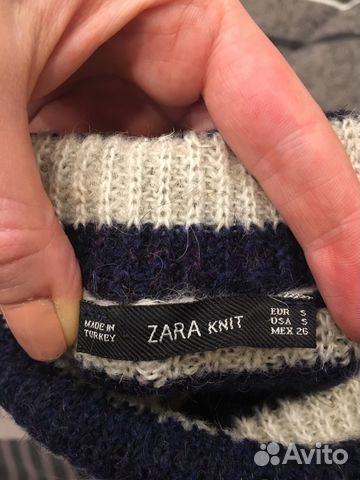 MADE IN
TURKEY
ZARA KNIT
EUR S
USA S
MEX 26
Avito